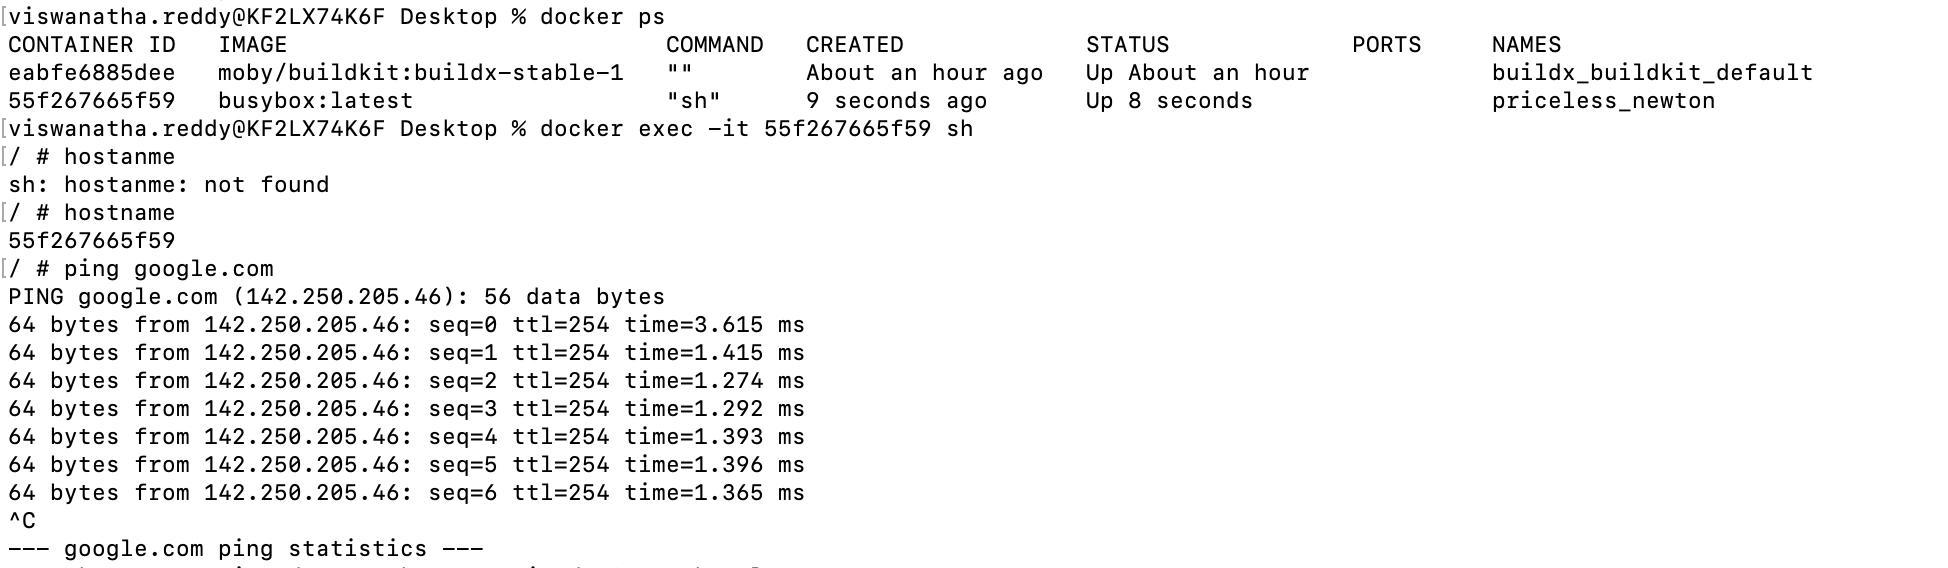 [viswanatha.reddy@KF2LX74K6F Desktop % docker ps
CONTAINER ID   IMAGE                           COMMAND   CREATED             STATUS             PORTS     NAMES
eabfe6885dee   moby/buildkit:buildx-stable-1   ""        About an hour ago   Up About an hour             buildx_buildkit_default
55f267665f59   busybox:latest                  "sh"      9 seconds ago       Up 8 seconds                 priceless_newton
[viswanatha.reddy@KF2LX74K6F Desktop % docker exec -it 55f267665f59 sh
[/ # hostanme
sh: hostanme: not found
[/ # hostname
55f267665f59
[/ # ping google.com
PING google.com (142.250.205.46): 56 data bytes
64 bytes from 142.250.205.46: seq=0 ttl=254 time=3.615 ms
64 bytes from 142.250.205.46: seq=1 ttl=254 time=1.415 ms
64 bytes from 142.250.205.46: seq=2 ttl=254 time=1.274 ms
64 bytes from 142.250.205.46: seq=3 ttl=254 time=1.292 ms
64 bytes from 142.250.205.46: seq=4 ttl=254 time=1.393 ms
64 bytes from 142.250.205.46: seq=5 ttl=254 time=1.396 ms
64 bytes from 142.250.205.46: seq=6 ttl=254 time=1.365 ms
^C
--- google.com ping statistics ---